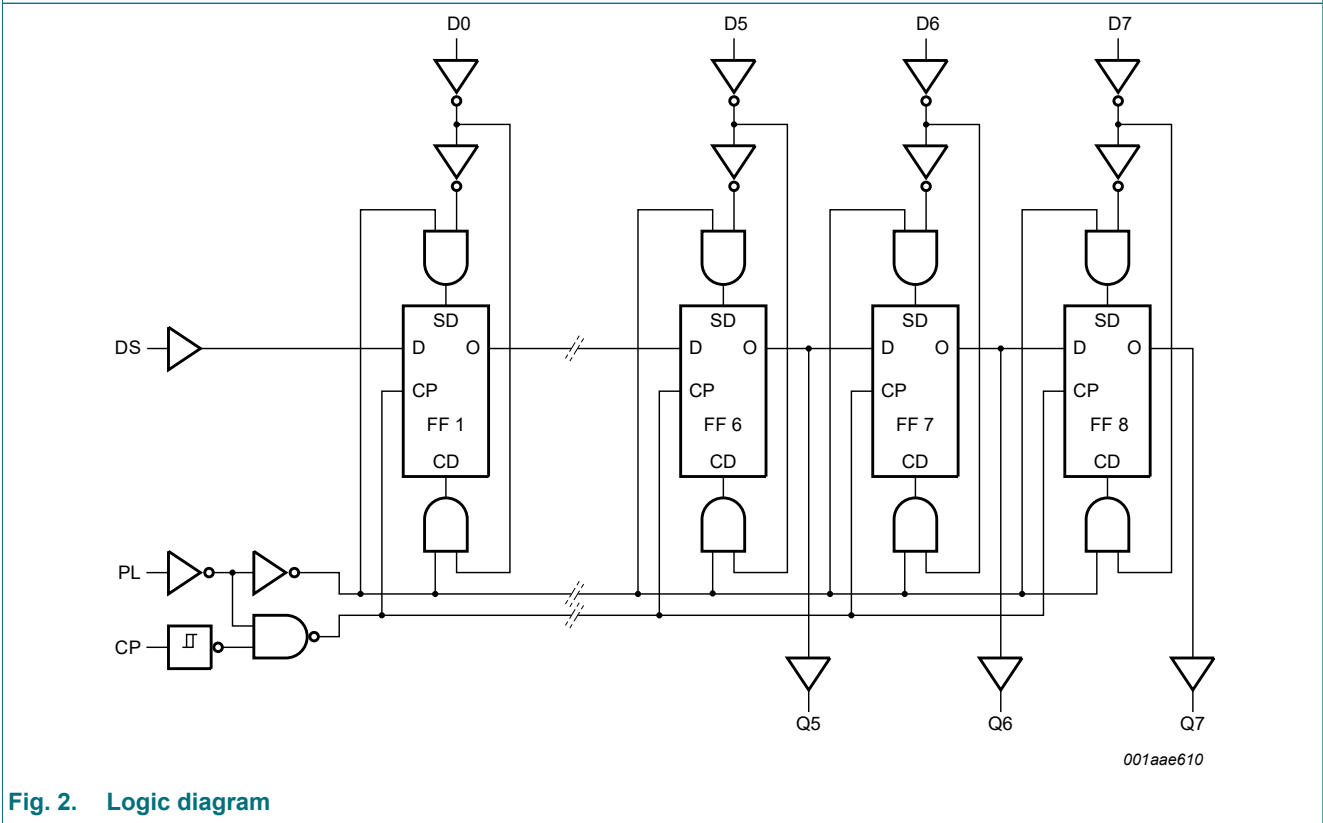 D0 D5 D6 D7
SD SD SD SD
DS D O D O D O D O
CP CP CP CP
FF 1 FF 6 FF 7 FF 8
CD CD CD CD
PL
CP
Q5 Q6 Q7
001aae610
Fig. 2. Logic diagram